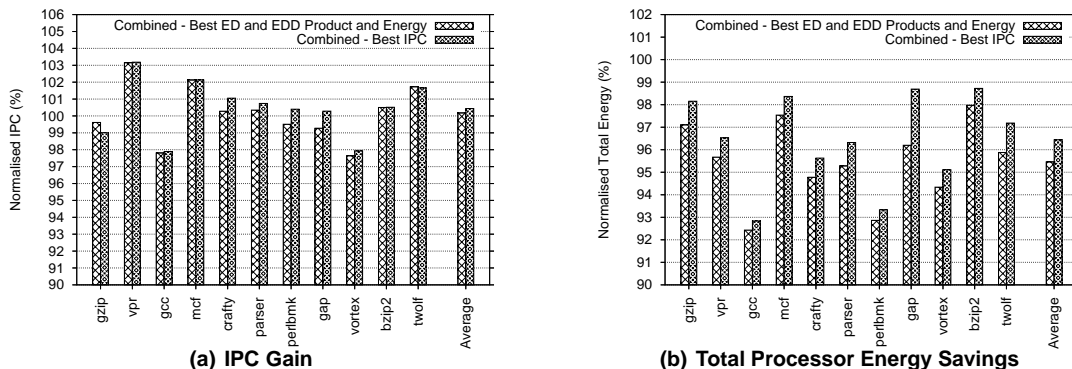 Combined - Best ED and EDD Product and Energy
Combined - Best IPC
Normalised IPC (%)
106
105
104
103
102
101
100
99
98
97
96
95
94
93
92
91
90
gzip
vpr
gcc
mcf
crafty
parser
perlbmk
gap
vortex
bzip2
twolf
Average
(a) IPC Gain
Combined - Best ED and EDD Products and Energy
Combined - Best IPC
Normalised Total Energy (%)
102
101
100
99
98
97
96
95
94
93
92
91
90
gzip
vpr
gcc
mcf
crafty
parser
perlbmk
gap
vortex
bzip2
twolf
Average
(b) Total Processor Energy Savings